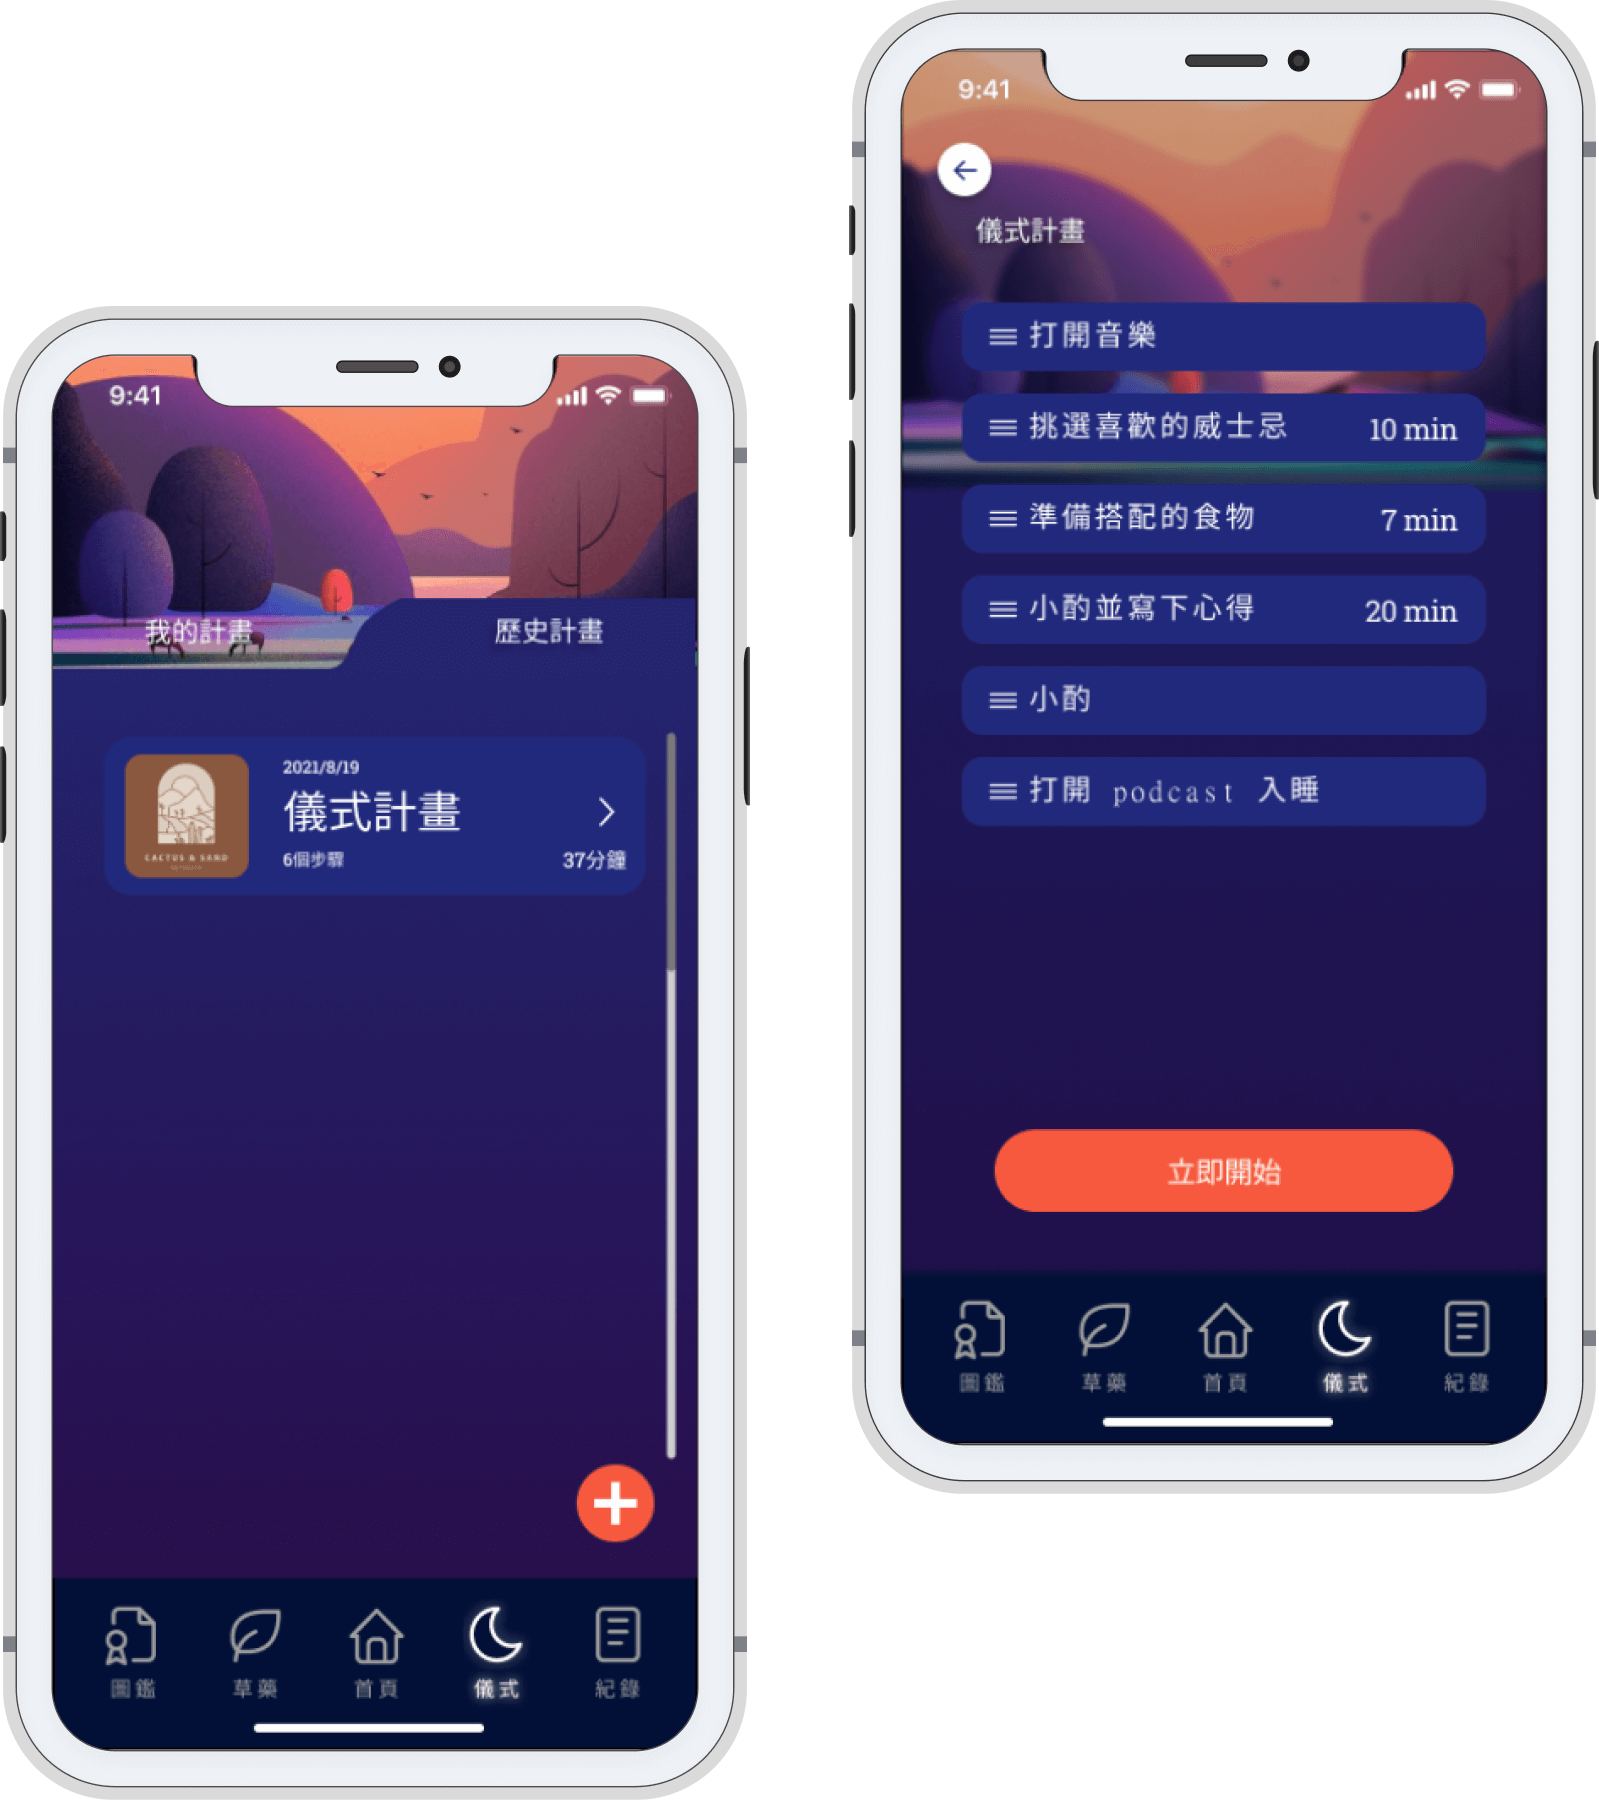 9:41
我的計畫
歷史計畫
2021/8/19
儀式計畫
6個步驟
37分鐘
CACTUS & SAND
圖鑑
草藥
首頁
儀式
紀錄
9:41
儀式計畫
打開音樂
挑選喜歡的威士忌 10 min
準備搭配的食物 7 min
小酌並寫下心得 20 min
小酌
打開 podcast 入睡
立即開始
圖鑑
草藥
首頁
儀式
紀錄